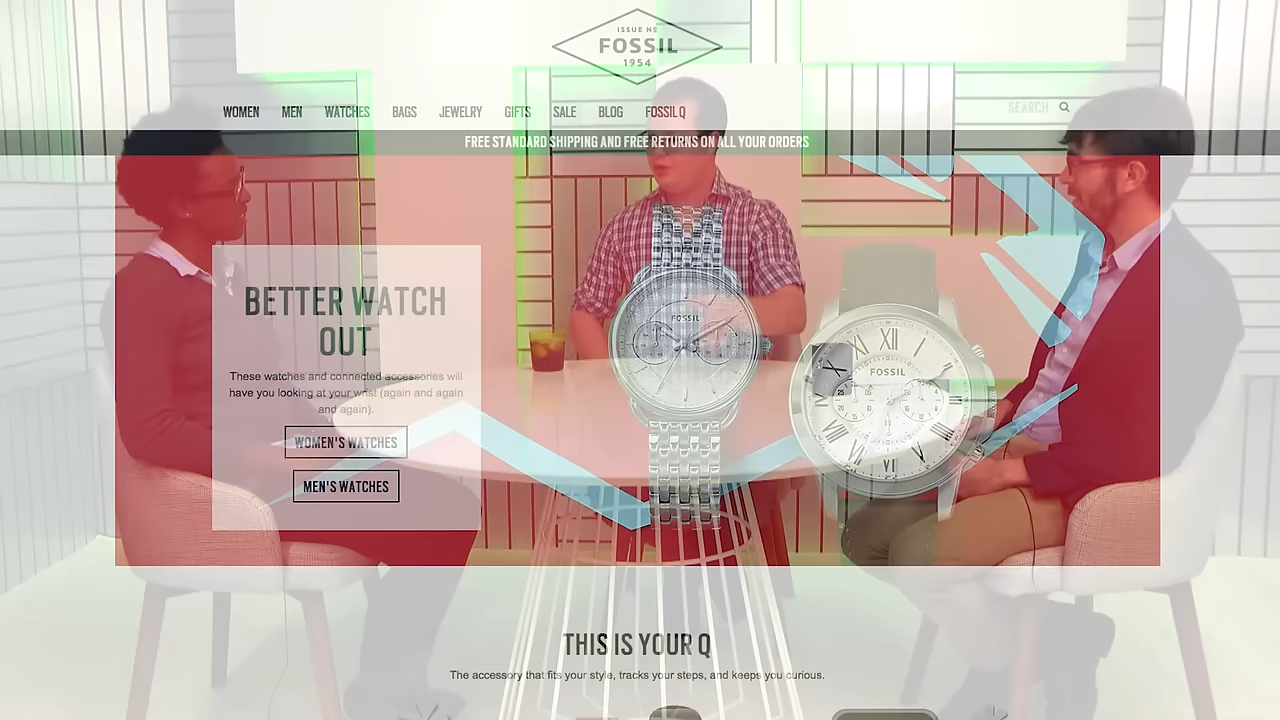 ISSUE Nº
FOSSIL
1954
WOMEN MEN WATCHES BAGS JEWELRY GIFTS SALE BLOG FOSSIL Q SEARCH
FREE STANDARD SHIPPING AND FREE RETURNS ON ALL YOUR ORDERS
BETTER WATCH
OUT
These watches and connected accessories will
have you looking at your wrist (again and again
and again).
WOMEN'S WATCHES
MEN'S WATCHES
FOSSIL
FOSSIL
THIS IS YOUR Q
The accessory that fits your style, tracks your steps, and keeps you curious.